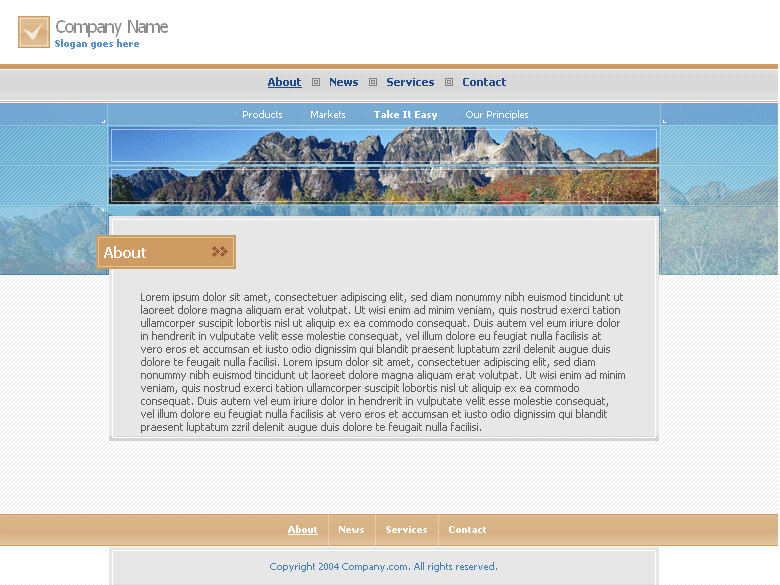 Company Name
Slogan goes here
About News Services Contact
Products Markets Take It Easy Our Principles
About
Lorem ipsum dolor sit amet, consectetuer adipiscing elit, sed diam nonummy nibh euismod tincidunt ut
laoreet dolore magna aliquam erat volutpat. Ut wisi enim ad minim veniam, quis nostrud exerci tation
ullamcorper suscipit lobortis nisl ut aliquip ex ea commodo consequat. Duis autem vel eum iriure dolor
in hendrerit in vulputate velit esse molestie consequat, vel illum dolore eu feugiat nulla facilisis at
vero eros et accumsan et iusto odio dignissim qui blandit praesent luptatum zzril delenit augue duis
dolore te feugait nulla facilisi. Lorem ipsum dolor sit amet, consectetuer adipiscing elit, sed diam
nonummy nibh euismod tincidunt ut laoreet dolore magna aliquam erat volutpat. Ut wisi enim ad minim
veniam, quis nostrud exerci tation ullamcorper suscipit lobortis nisl ut aliquip ex ea commodo
consequat. Duis autem vel eum iriure dolor in hendrerit in vulputate velit esse molestie consequat,
vel illum dolore eu feugiat nulla facilisis at vero eros et accumsan et iusto odio dignissim qui blandit
praesent luptatum zzril delenit augue duis dolore te feugait nulla facilisi.
About News Services Contact
Copyright 2004 Company.com. All rights reserved.